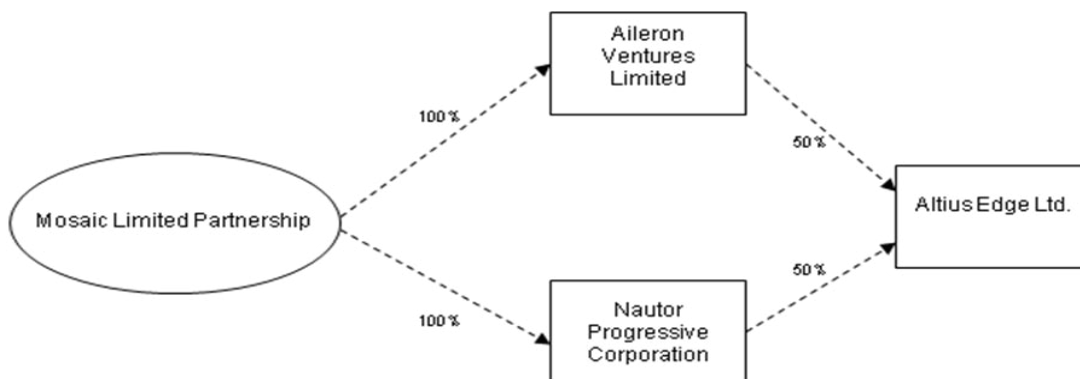 Aileron
Ventures
Limited
100%
50%
Mosaic Limited Partnership
Altius Edge Ltd.
100%
50%
Nautor
Progressive
Corporation